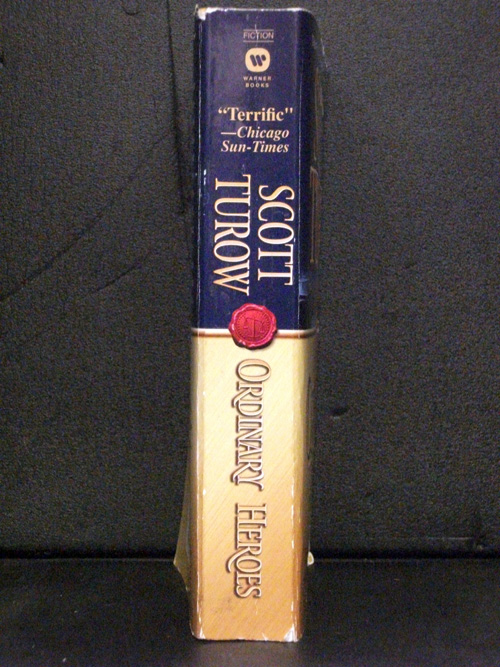 FICTION
W
WARNER
BOOKS
“Terrific”
—Chicago
Sun-Times
SCOTT
TUROW
T
ORDINARY HEROES